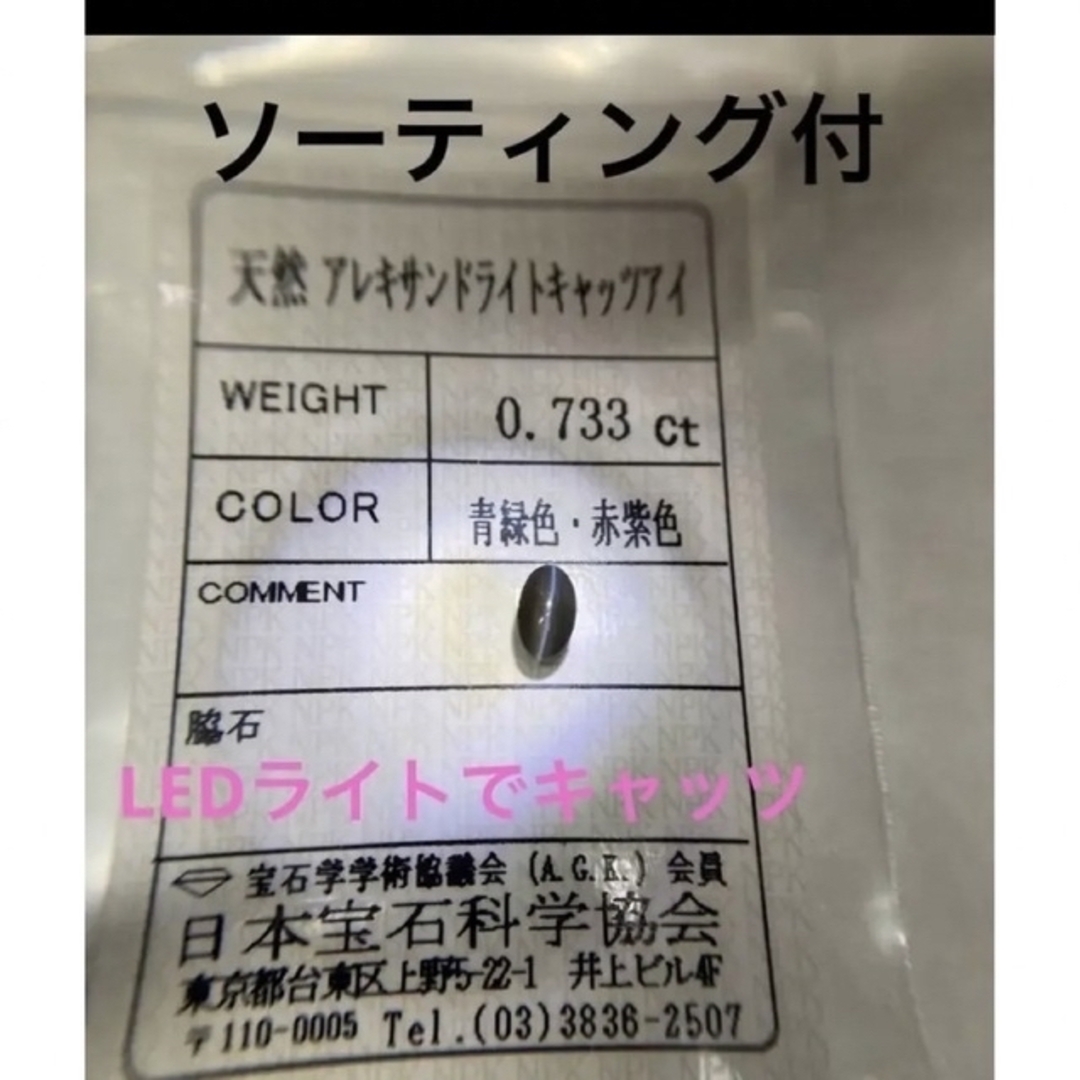 ソーティング付
天然 アレキサンドライトキャッツアイ
WEIGHT 0.733 ct
COLOR 青緑色・赤紫色
COMMENT
脇石
LEDライトでキャッツ
宝石学学術協議会 (A.G.K.) 会員
日本宝石科学協会
東京都台東区上野5-22-1 井上ビル4F
〒110-0005 Tel.(03)3836-2507